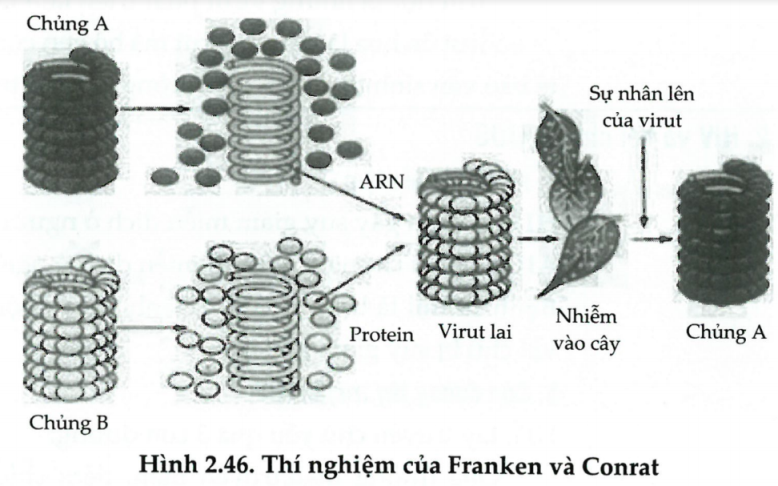 Chủng A
ARN
Protein
Chủng B
Virut lai
Nhiễm
vào cây
Sự nhân lên
của virut
Chủng A
Hình 2.46. Thí nghiệm của Franken và Conrat